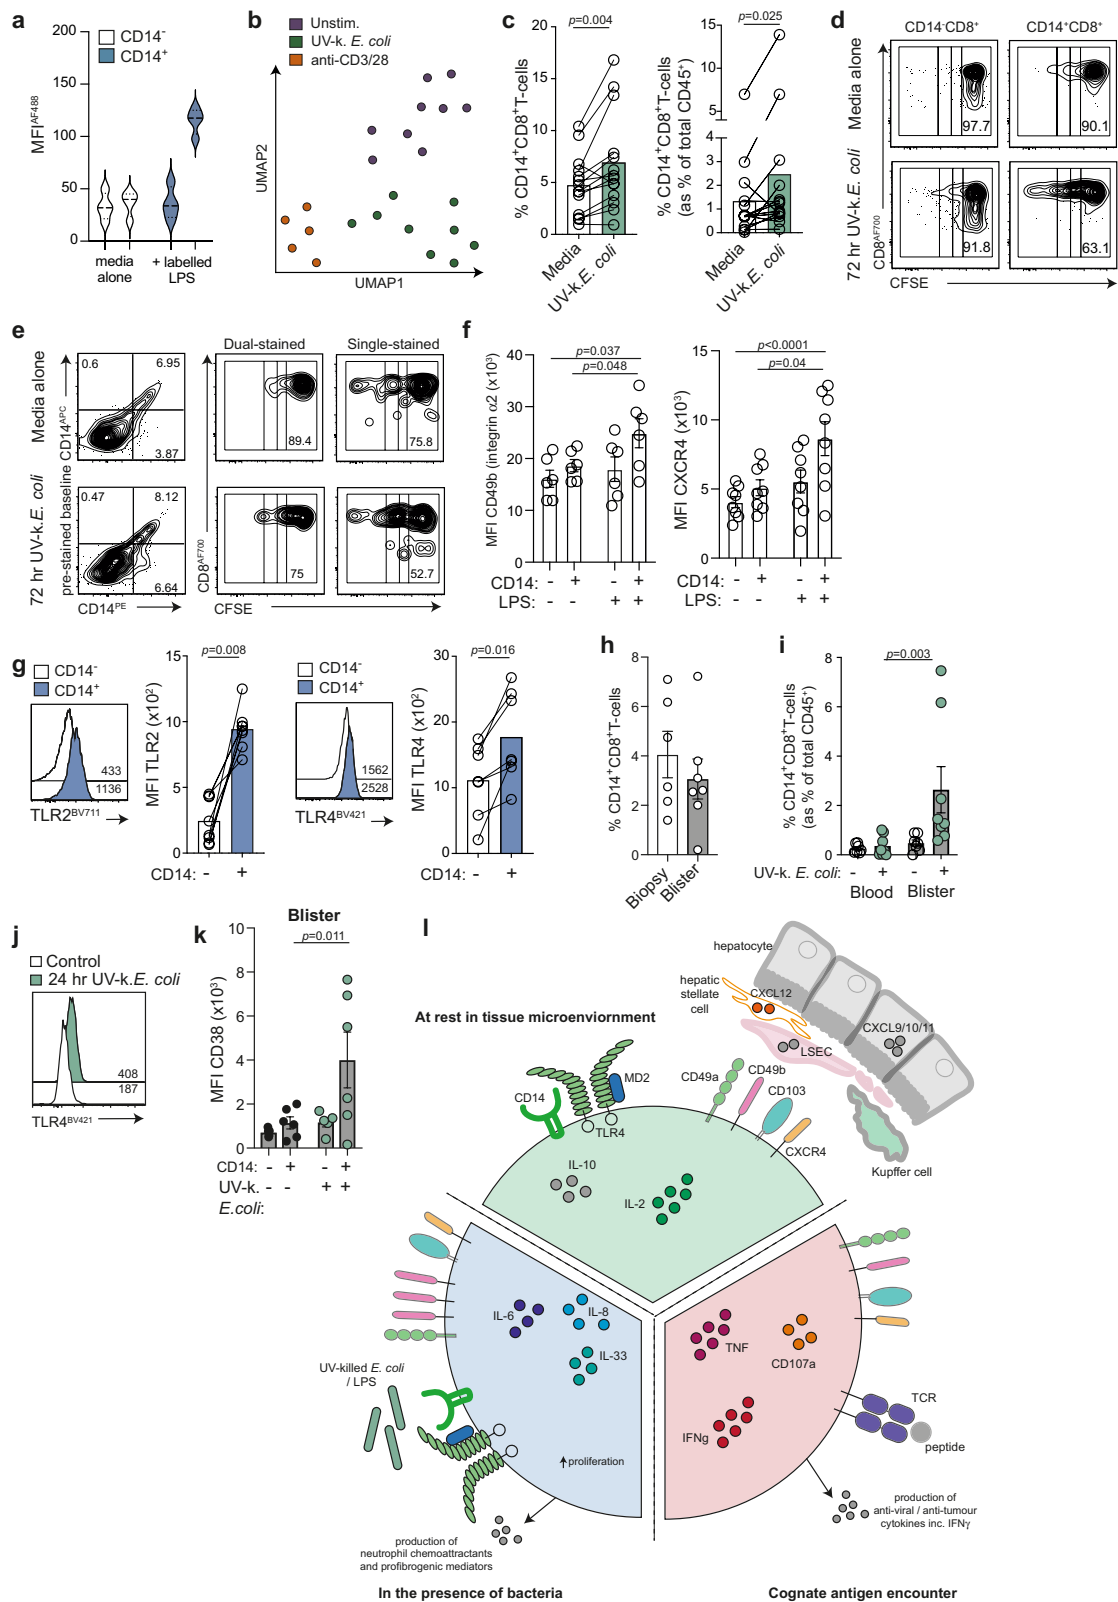 a
200
150
100
50
0
MFI^AF488
CD14-
CD14+
media
alone
+ labelled
LPS
b
Unstim.
UV-k. E. coli
anti-CD3/28
UMAP2
UMAP1
c
p=0.004
% CD14+CD8+T-cells
20
15
10
5
0
Media
UV-k.E. coli
p=0.025
% CD14+CD8+T-cells
(as % of total CD45+)
15
10
5
4
3
2
1
0
Media
UV-k.E. coli
d
CD14-CD8+
CD14+CD8+
Media alone
97.7
90.1
72 hr UV-k.E. coli
CD8^AF700
91.8
63.1
CFSE
e
Dual-stained
Single-stained
Media alone
0.6
6.95
3.87
89.4
75.8
72 hr UV-k.E. coli
pre-stained baseline CD14^APC
0.47
8.12
6.64
CD14^PE
CD8^AF700
75
52.7
CFSE
f
p=0.037
p=0.048
MFI CD49b (integrin α2 (x10³)
40
30
20
10
0
CD14: - + - +
LPS: - - + +
p<0.0001
p=0.04
MFI CXCR4 (x10³)
15
10
5
0
CD14: - + - +
LPS: - - + +
g
CD14-
CD14+
433
1136
TLR2^BV711
p=0.008
MFI TLR2 (x10²)
15
10
5
0
CD14: - +
CD14-
CD14+
1562
2528
TLR4^BV421
p=0.016
MFI TLR4 (x10²)
30
20
10
0
CD14: - +
h
% CD14+CD8+T-cells
8
6
4
2
0
Biopsy
Blister
i
p=0.003
% CD14+CD8+T-cells
(as % of total CD45+)
8
6
4
2
0
UV-k. E. coli: - + - +
Blood
Blister
j
Control
24 hr UV-k.E. coli
408
187
TLR4^BV421
k
Blister
p=0.011
MFI CD38 (x10³)
10
8
6
4
2
0
CD14: - + - +
UV-k. - - + +
E.coli:
l
At rest in tissue microenviornment
hepatocyte
hepatic
stellate
cell
CXCL12
CXCL9/10/11
LSEC
Kupffer cell
CD14
MD2
TLR4
CD49a
CD49b
CD103
CXCR4
IL-10
IL-2
IL-6
IL-8
IL-33
UV-killed E. coli
/ LPS
↑proliferation
production of
neutrophil chemoattractants
and profibrogenic mediators
In the presence of bacteria
TNF
CD107a
IFNg
TCR
peptide
production of
anti-viral / anti-tumour
cytokines inc. IFNγ
Cognate antigen encounter